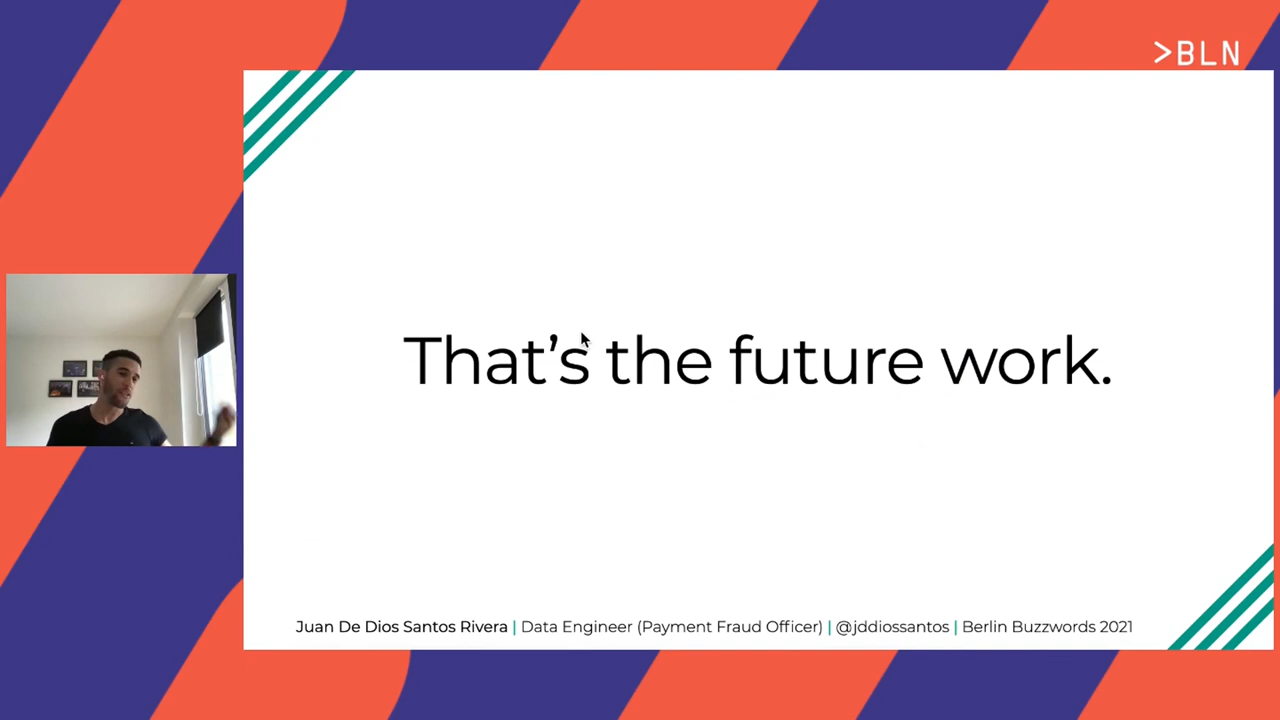 >BLN
That’s the future work.
Juan De Dios Santos Rivera | Data Engineer (Payment Fraud Officer) | @jddiossantos | Berlin Buzzwords 2021